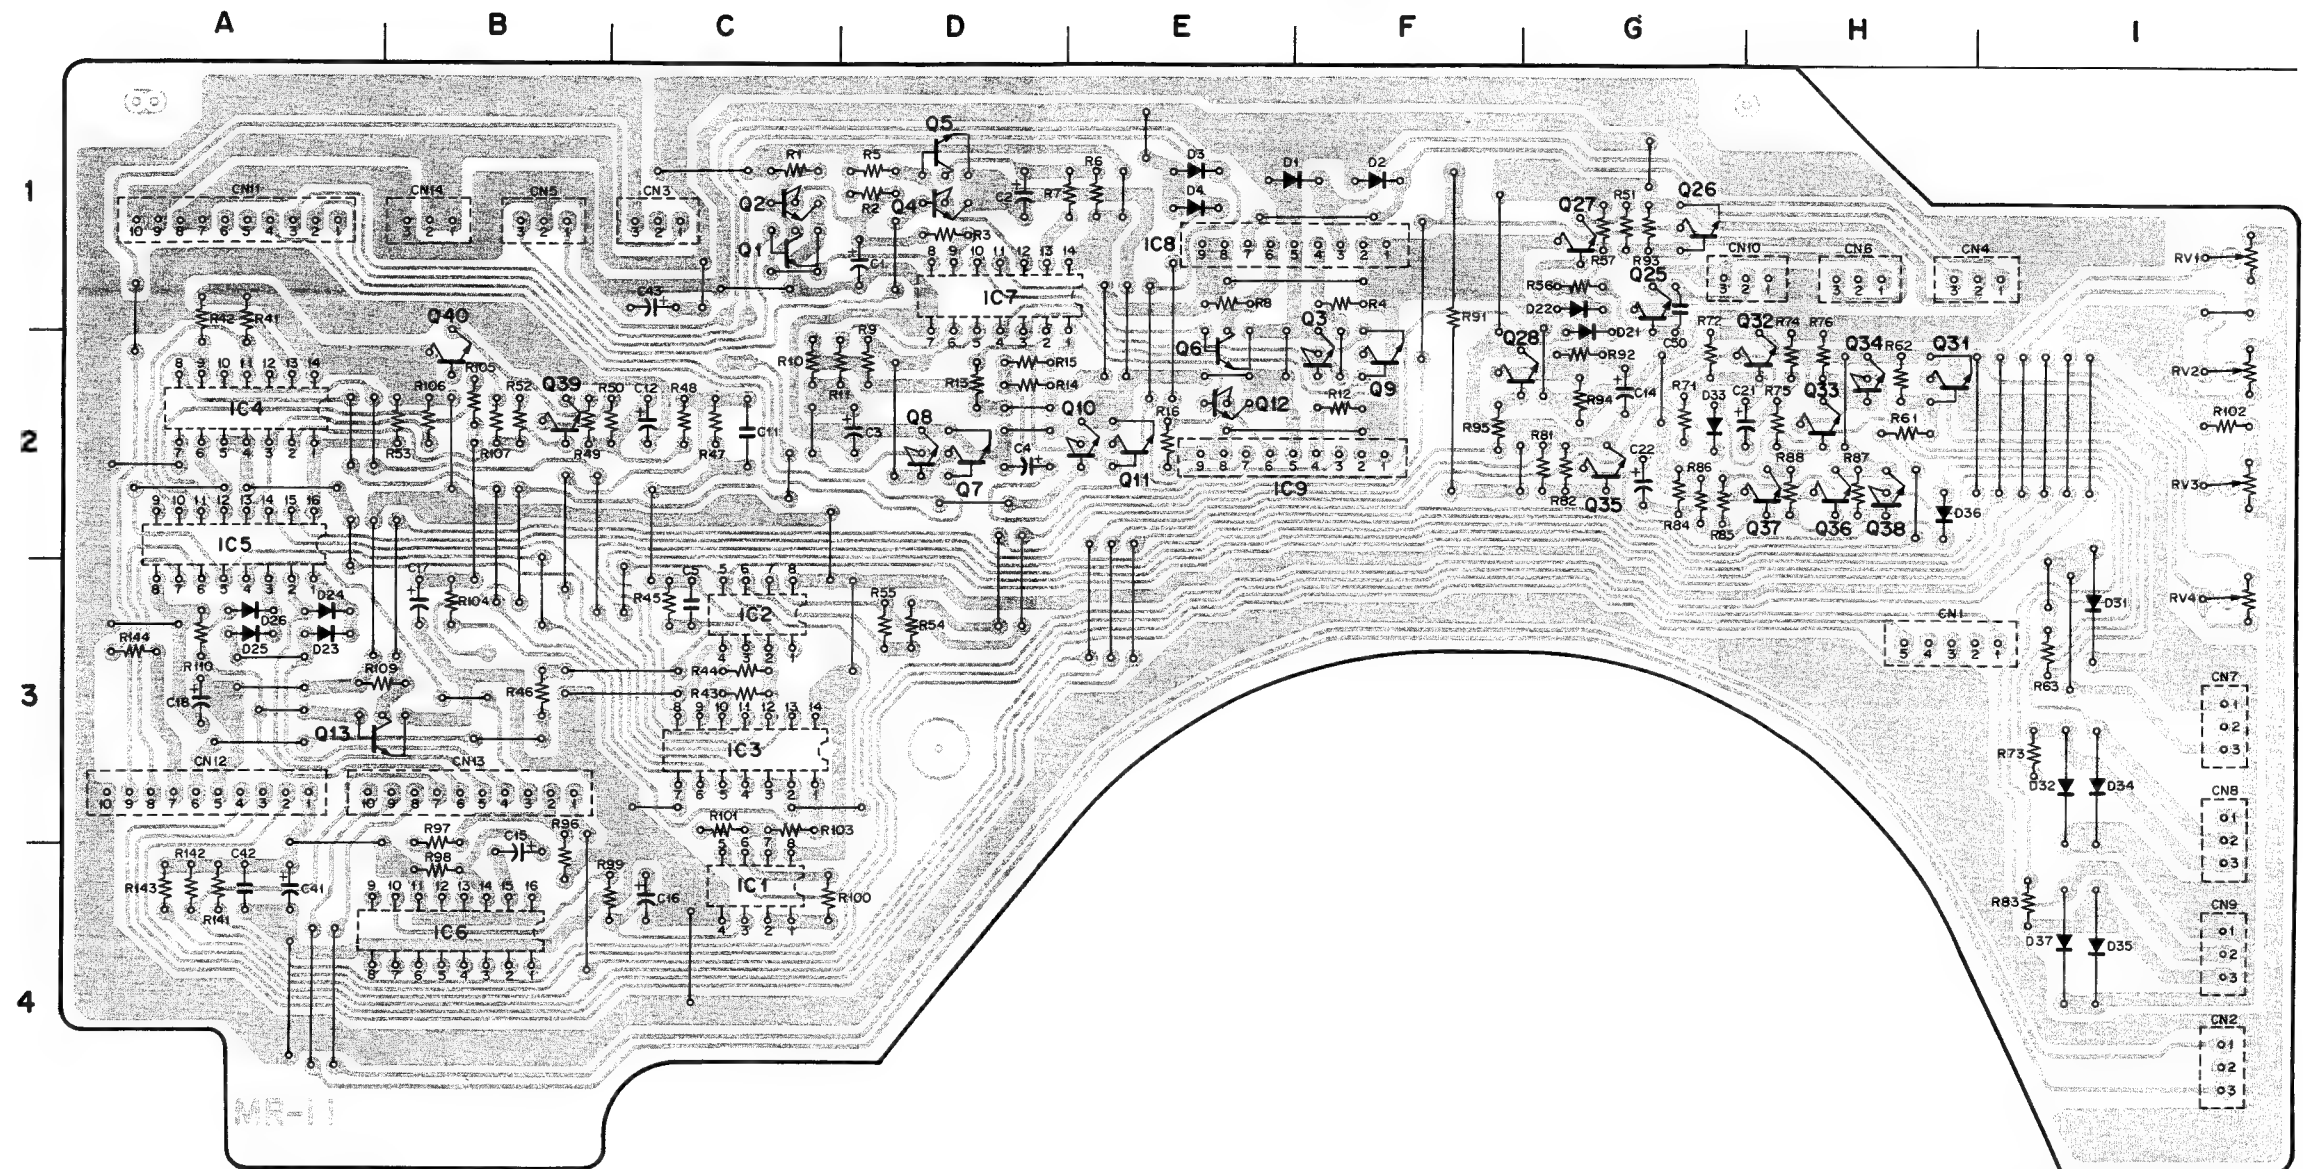 A B C D E F G H I
1
2
3
4
Q5
R1 R5 R6 D3 D1 D2
CN11 CN14 CN5 CN3 Q2 R2 Q4 C2 R7 D4 Q27 R51 Q26
10 9 8 7 6 5 4 3 2 1
3 2 1
3 2 1
3 2 1
Q1 R3 IC8 R57 R93 CN10 CN6 CN4
9 8 7 6 5 4 3 2 1
C1
8 9 10 11 12 13 14
3 2 1
3 2 1
3 2 1
RV1
Q25
C43 IC7 R8 R4 R56
R42 R41 Q40 D22
7 6 5 4 3 2 1
R91 D21 C50 R72 Q32 R74 R76
R10 R9 Q6 Q3 Q28 R92 Q34 R62 Q31
8 9 10 11 12 13 14
R105 R15 Q9 RV2
R106 R52 Q39 R50 C12 R48 R11 R13 R14 Q12 R12 R94 C14 R71 D33 C21 R75 Q33
IC4
C11 C3 Q8 Q10 R16 R95 R61 R102
7 6 5 4 3 2 1
R53 R107 R49 R47 C4 Q7 Q11
9 8 7 6 5 4 3 2 1
IC9
R81 C22 R86 R88 R87 RV3
R82 Q35 R84 R85 Q37 Q36 Q38 D36
9 10 11 12 13 14 15 16
IC5
8 7 6 5 4 3 2 1
C17 R104 R45 C5
5 6 7 8
IC2
4 3 2 1
R55 R54
D24 D26 D25 D23
R144 R110
D31 RV4
CN1
5 4 3 2 1
R109 R44 R63 CN7
C18 R46 R43
1
2
3
8 9 10 11 12 13 14
Q13 IC3 R73
7 6 5 4 3 2 1
CN12 CN13
10 9 8 7 6 5 4 3 2 1
10 9 8 7 6 5 4 3 2 1
D32 D34 CN8
1
2
3
R97 C15 R96 R101 R103
R98
5 6 7 8
R142 C42 R99
R143 C41 IC1 R83
R141 C16 R100
4 3 2 1
9 10 11 12 13 14 15 16
IC6
8 7 6 5 4 3 2 1
CN9
D37 D35
1
2
3
CN2
1
2
3
MR-11